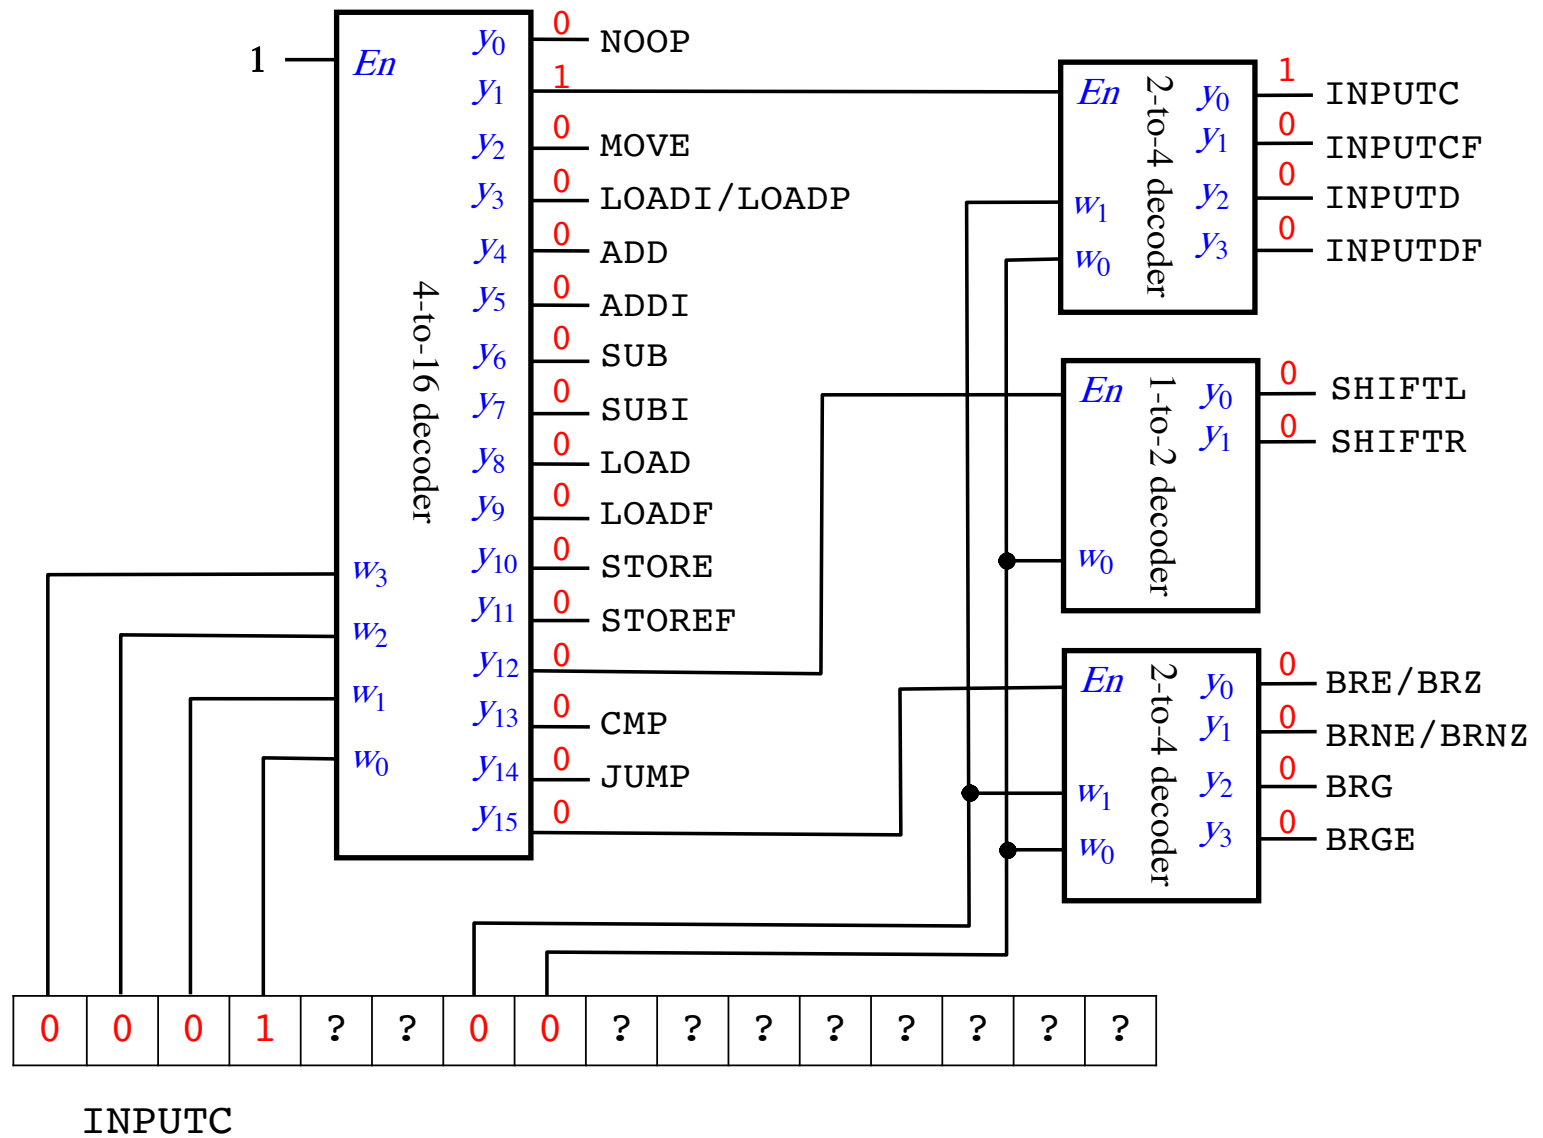 1
En
4-to-16 decoder
w3
w2
w1
w0
y0 0 NOOP
y1 1
y2 0 MOVE
y3 0 LOADI/LOADP
y4 0 ADD
y5 0 ADDI
y6 0 SUB
y7 0 SUBI
y8 0 LOAD
y9 0 LOADF
y10 0 STORE
y11 0 STOREF
y12 0
y13 0 CMP
y14 0 JUMP
y15 0
En
w1
w0
2-to-4 decoder
y0 1 INPUTC
y1 0 INPUTCF
y2 0 INPUTD
y3 0 INPUTDF
En
w0
1-to-2 decoder
y0 0 SHIFTL
y1 0 SHIFTR
En
w1
w0
2-to-4 decoder
y0 0 BRE/BRZ
y1 0 BRNE/BRNZ
y2 0 BRG
y3 0 BRGE
0 0 0 1 ? ? 0 0 ? ? ? ? ? ? ? ?
INPUTC